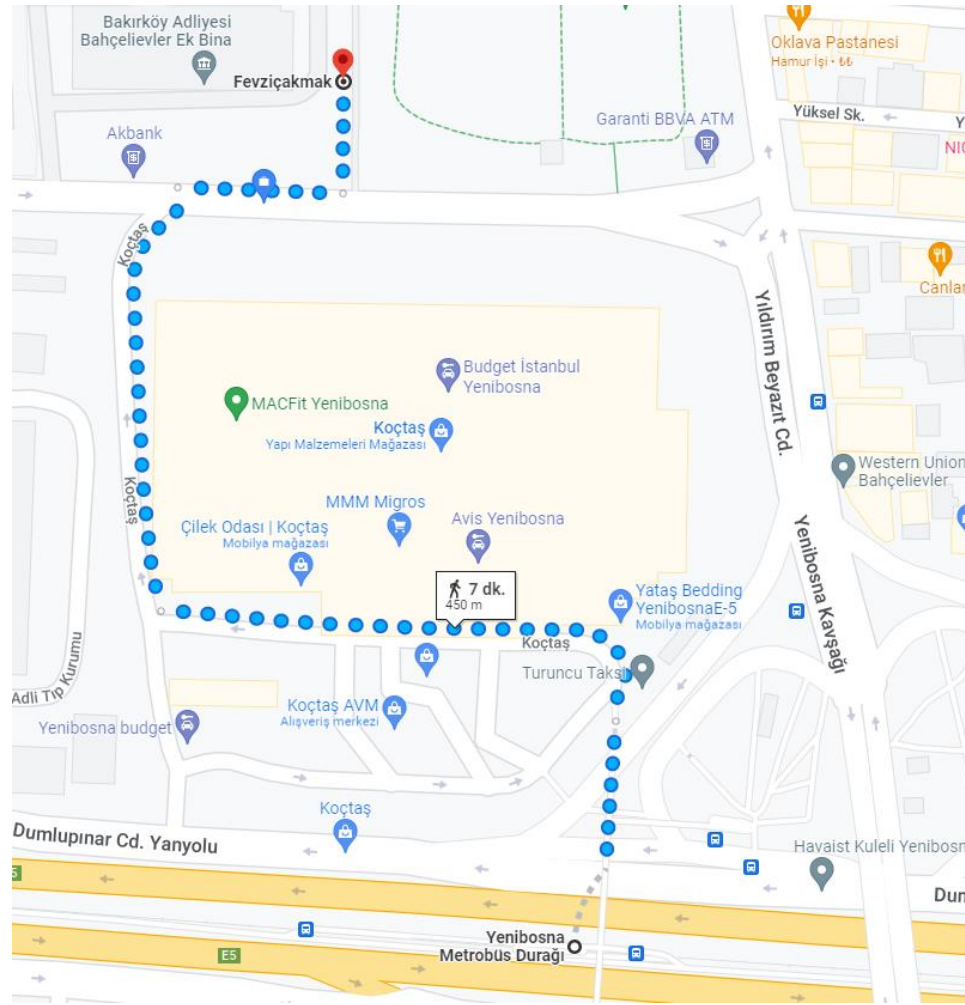 Bakırköy Adliyesi
Bahçelievler Ek Bina
Fevziçakmak
Oklava Pastanesi
Hamur İşi • ₺₺
Akbank
Garanti BBVA ATM
Yüksel Sk.
Y
NIC
Koçtaş
Canlar
Yıldırım Beyazıt Cd.
Budget İstanbul
Yenibosna
MACFit Yenibosna
Koçtaş
Yapı Malzemeleri Mağazası
Western Union
Bahçelievler
Koçtaş
MMM Migros
Avis Yenibosna
Çilek Odası | Koçtaş
Mobilya mağazası
Yenibosna Kavşağı
7 dk.
450 m
Yataş Bedding
YenibosnaE-5
Mobilya mağazası
Koçtaş
Turuncu Taksi
Adli Tıp Kurumu
Koçtaş AVM
Alışveriş merkezi
Yenibosna budget
Koçtaş
Dumlupınar Cd. Yanyolu
Havaist Kuleli Yenibosn
E5
Dum
Yenibosna
Metrobüs Durağı
E5